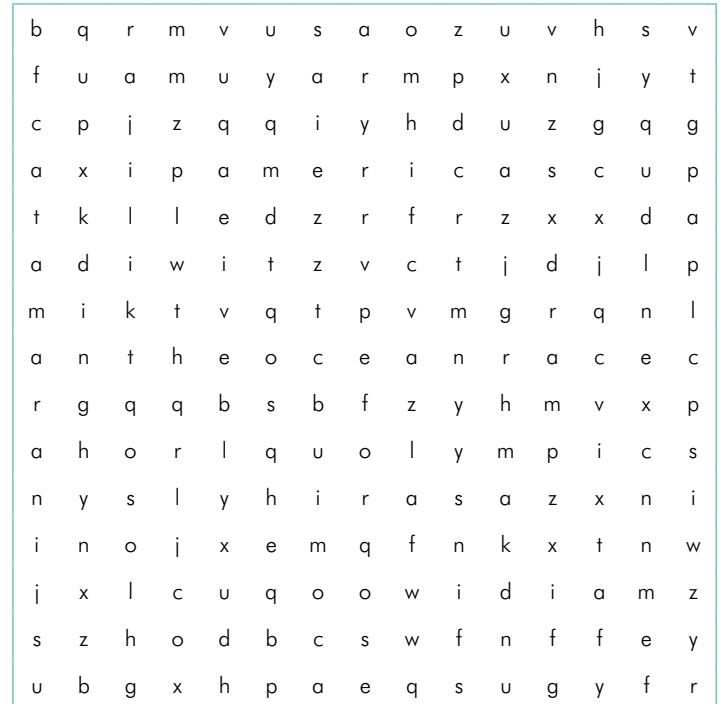 b q r m v u s a o z u v h s v
f u a m u y a r m p x n j y t
c p j z q q i y h d u z g q g
a x i p a m e r i c a s c u p
t k l l e d z r f r z x x d a
a d i w i t z v c t j d j l p
m i k t v q t p v m g r q n l
a n t h e o c e a n r a c e c
r g q q b s b f z y h m v x p
a h o r l q u o l y m p i c s
n y s l y h i r a s a z x n i
i n o j x e m q f n k x t n w
j x l c u q o o w i d i a m z
s z h o d b c s w f n f f e y
u b g x h p a e q s u g y f r